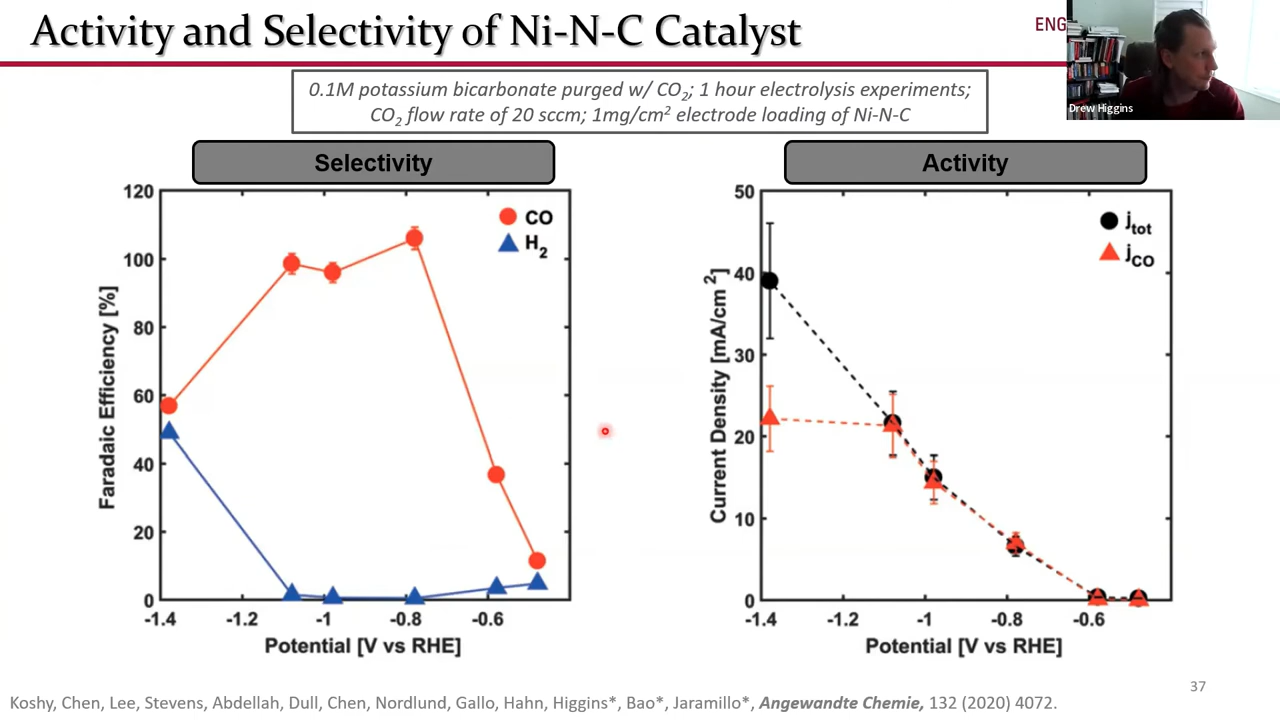 Activity and Selectivity of Ni-N-C Catalyst
ENG
Drew Higgins
0.1M potassium bicarbonate purged w/ CO2; 1 hour electrolysis experiments;
CO2 flow rate of 20 sccm; 1mg/cm2 electrode loading of Ni-N-C
Selectivity
120
100
80
60
40
20
0
Faradaic Efficiency [%]
CO
H2
-1.4 -1.2 -1 -0.8 -0.6
Potential [V vs RHE]
Activity
50
40
30
20
10
0
Current Density [mA/cm2]
jtot
jCO
-1.4 -1.2 -1 -0.8 -0.6
Potential [V vs RHE]
37
Koshy, Chen, Lee, Stevens, Abdellah, Dull, Chen, Nordlund, Gallo, Hahn, Higgins*, Bao*, Jaramillo*, Angewandte Chemie, 132 (2020) 4072.